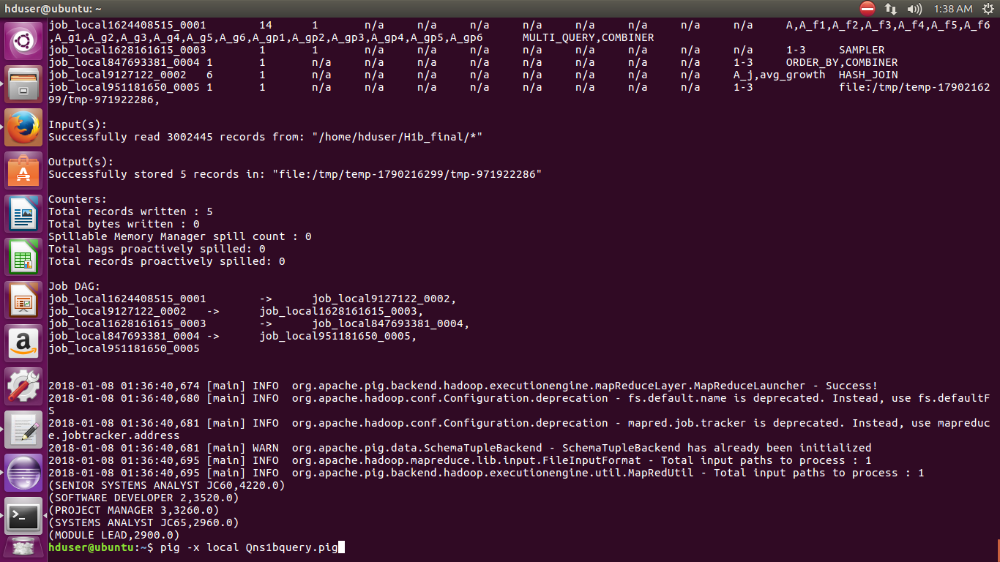 hduser@ubuntu: ~
1:38 AM
job_local1624408515_0001 14 1 n/a n/a n/a n/a n/a n/a n/a n/a A,A_f1,A_f2,A_f3,A_f4,A_f5,A_f6
,A_g1,A_g2,A_g3,A_g4,A_g5,A_g6,A_gp1,A_gp2,A_gp3,A_gp4,A_gp5,A_gp6 MULTI_QUERY,COMBINER
job_local1628161615_0003 1 1 n/a n/a n/a n/a n/a n/a n/a n/a 1-3 SAMPLER
job_local847693381_0004 1 1 n/a n/a n/a n/a n/a n/a n/a n/a 1-3 ORDER_BY,COMBINER
job_local9127122_0002 6 1 n/a n/a n/a n/a n/a n/a n/a n/a A_j,avg_growth HASH_JOIN
job_local951181650_0005 1 1 n/a n/a n/a n/a n/a n/a n/a n/a 1-3 file:/tmp/temp-17902162
99/tmp-971922286,
Input(s):
Successfully read 3002445 records from: "/home/hduser/H1b_final/*"
Output(s):
Successfully stored 5 records in: "file:/tmp/temp-1790216299/tmp-971922286"
Counters:
Total records written : 5
Total bytes written : 0
Spillable Memory Manager spill count : 0
Total bags proactively spilled: 0
Total records proactively spilled: 0
Job DAG:
job_local1624408515_0001 -> job_local9127122_0002,
job_local9127122_0002 -> job_local1628161615_0003,
job_local1628161615_0003 -> job_local847693381_0004,
job_local847693381_0004 -> job_local951181650_0005,
job_local951181650_0005
2018-01-08 01:36:40,674 [main] INFO org.apache.pig.backend.hadoop.executionengine.mapReduceLayer.MapReduceLauncher - Success!
2018-01-08 01:36:40,680 [main] INFO org.apache.hadoop.conf.Configuration.deprecation - fs.default.name is deprecated. Instead, use fs.defaultF
S
2018-01-08 01:36:40,681 [main] INFO org.apache.hadoop.conf.Configuration.deprecation - mapred.job.tracker is deprecated. Instead, use mapreduc
e.jobtracker.address
2018-01-08 01:36:40,681 [main] WARN org.apache.pig.data.SchemaTupleBackend - SchemaTupleBackend has already been initialized
2018-01-08 01:36:40,695 [main] INFO org.apache.hadoop.mapreduce.lib.input.FileInputFormat - Total input paths to process : 1
2018-01-08 01:36:40,695 [main] INFO org.apache.pig.backend.hadoop.executionengine.util.MapRedUtil - Total input paths to process : 1
(SENIOR SYSTEMS ANALYST JC60,4220.0)
(SOFTWARE DEVELOPER 2,3520.0)
(PROJECT MANAGER 3,3260.0)
(SYSTEMS ANALYST JC65,2960.0)
(MODULE LEAD,2900.0)
hduser@ubuntu:~$ pig -x local Qns1bquery.pig